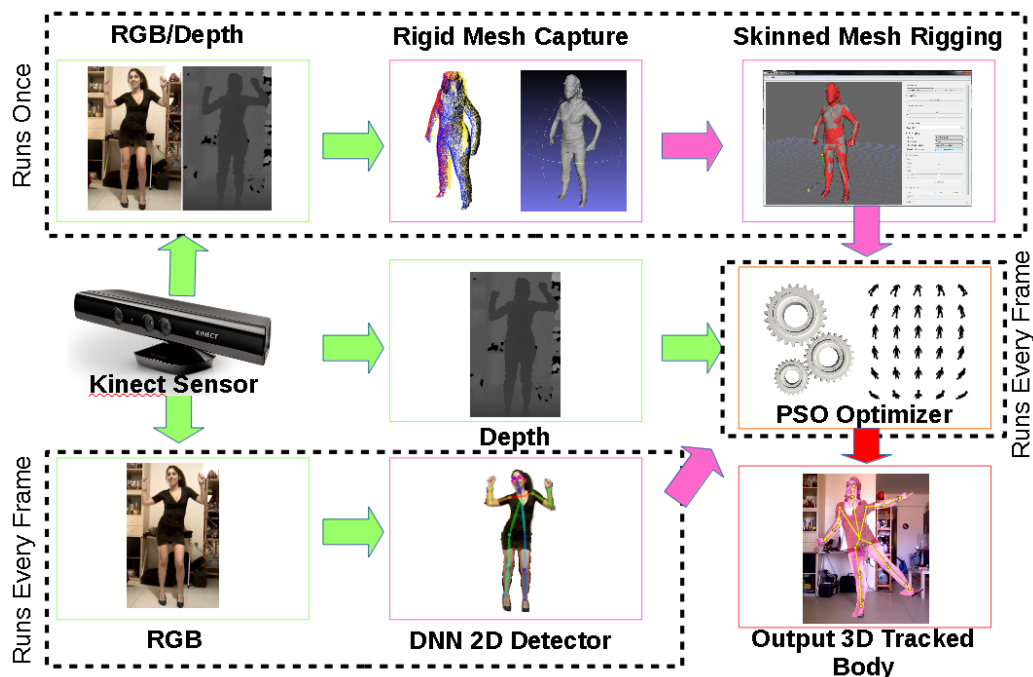 RGB/Depth
Rigid Mesh Capture
Skinned Mesh Rigging
Runs Once
KINECT
Kinect Sensor
Depth
PSO Optimizer
Runs Every Frame
Runs Every Frame
RGB
DNN 2D Detector
Output 3D Tracked
Body